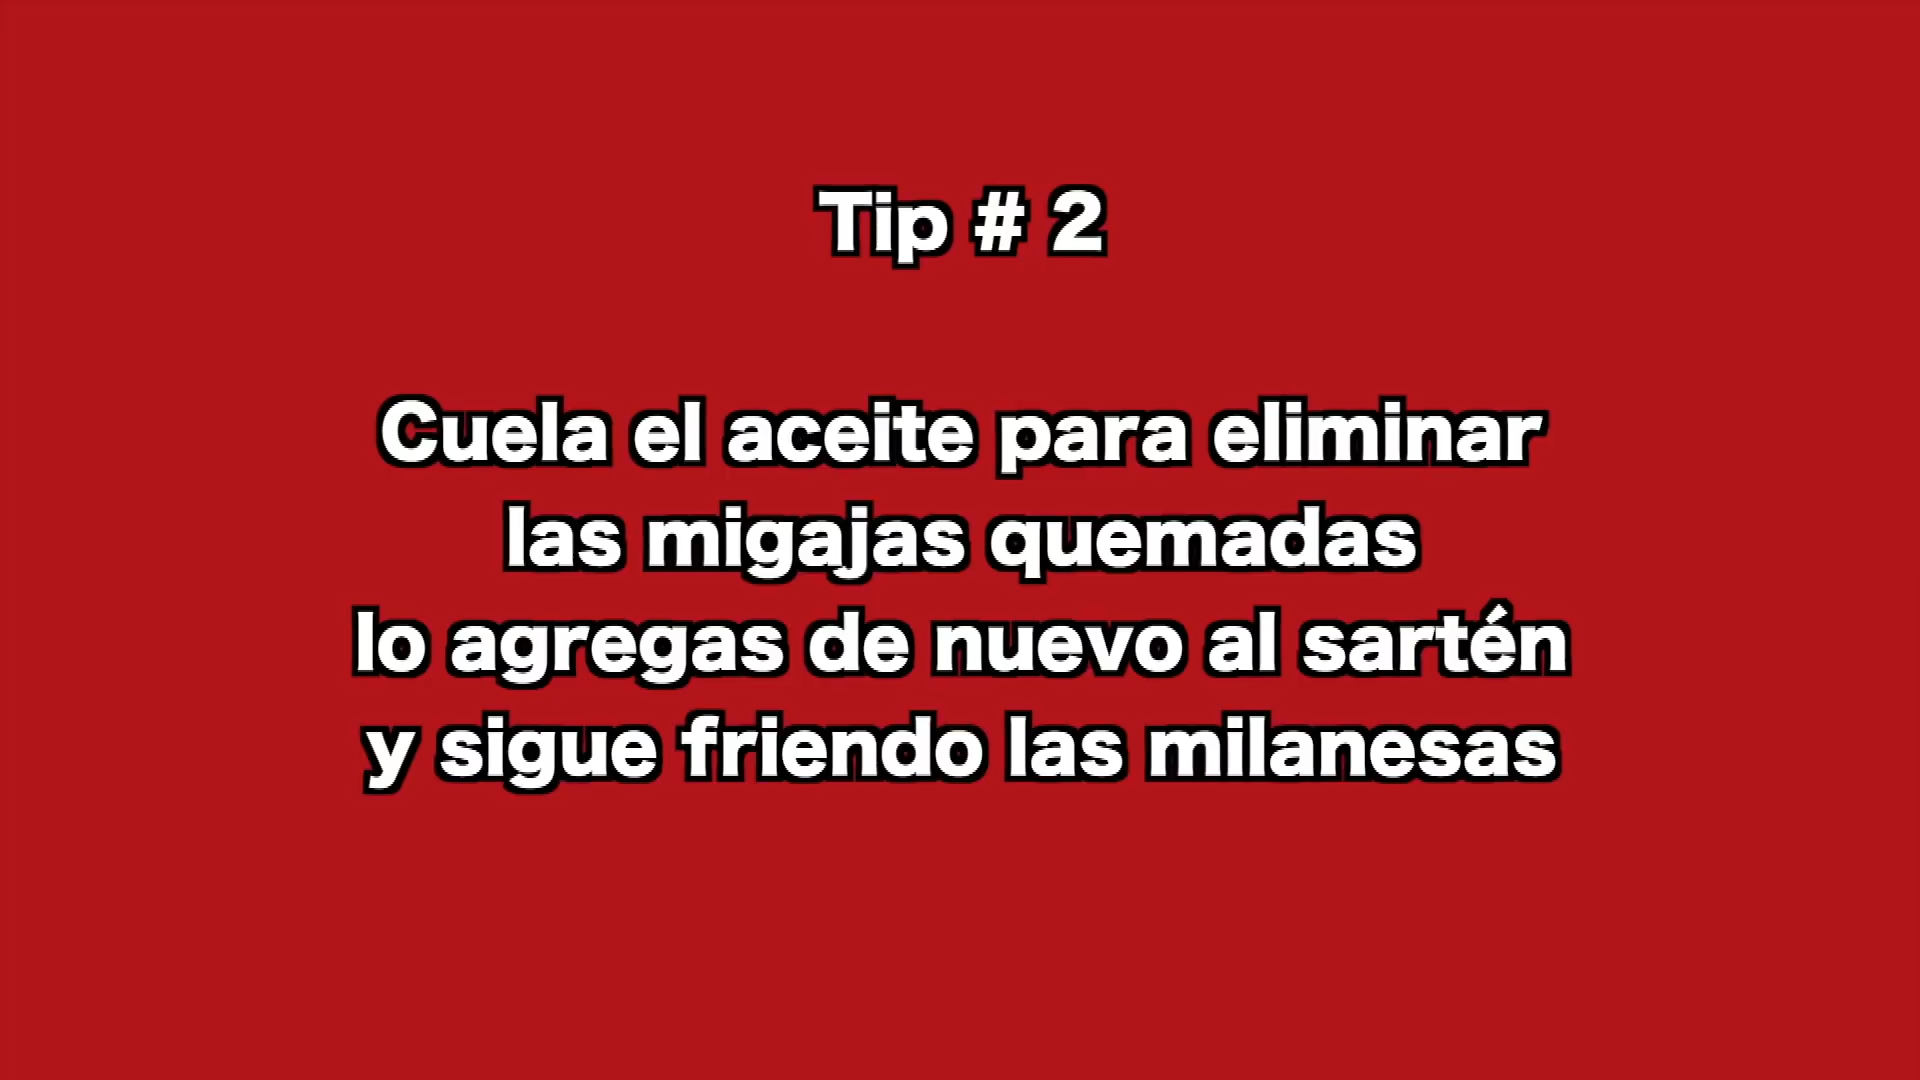 Tip # 2
Cuela el aceite para eliminar
las migajas quemadas
lo agregas de nuevo al sartén
y sigue friendo las milanesas